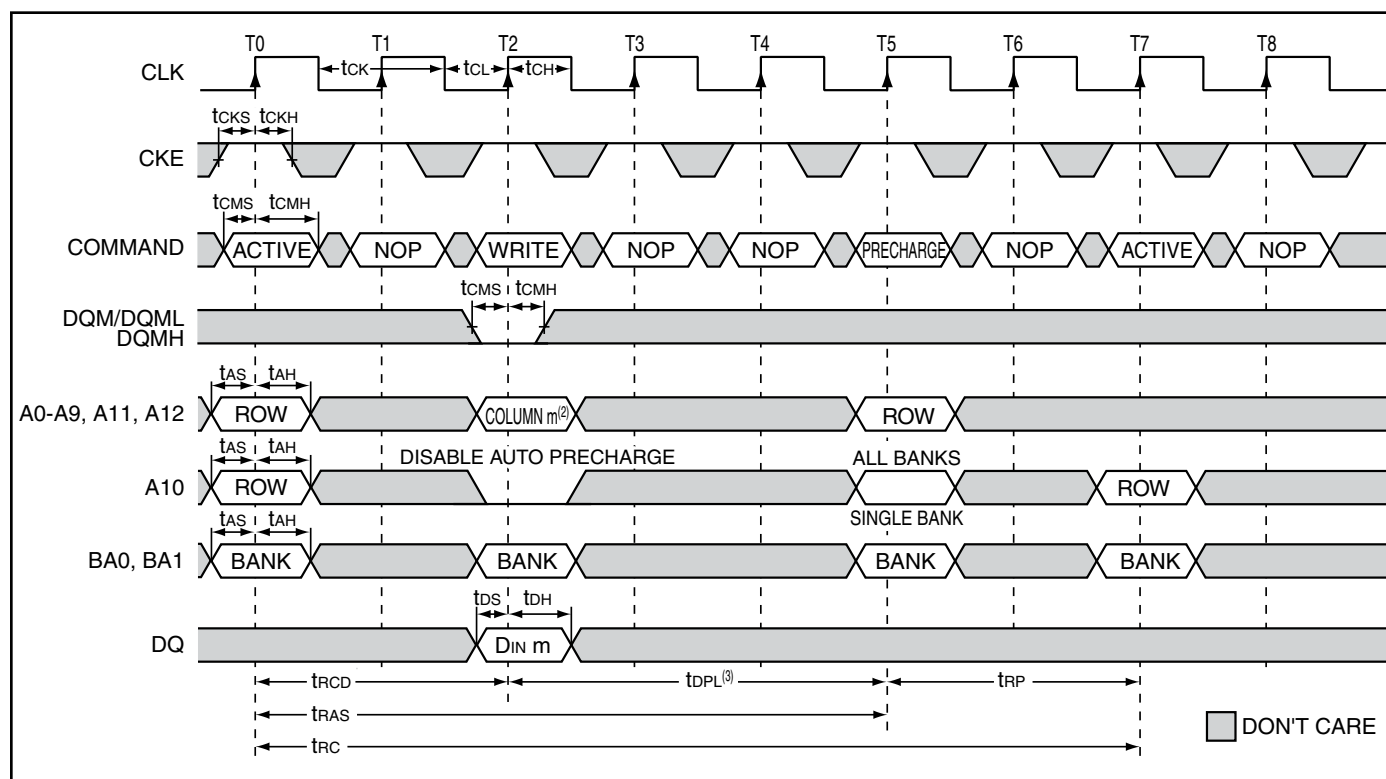 T0 T1 T2 T3 T4 T5 T6 T7 T8
CLK tCK tCL tCH
tCKS tCKH
CKE
tCMS tCMH
COMMAND ACTIVE NOP WRITE NOP NOP PRECHARGE NOP ACTIVE NOP
tCMS tCMH
DQM/DQML
DQMH
tAS tAH
A0-A9, A11, A12 ROW COLUMN m(2) ROW
tAS tAH DISABLE AUTO PRECHARGE ALL BANKS
A10 ROW ROW
tAS tAH SINGLE BANK
BA0, BA1 BANK BANK BANK BANK
tDS tDH
DQ DIN m
tRCD tDPL(3) tRP
tRAS
tRC
DON'T CARE